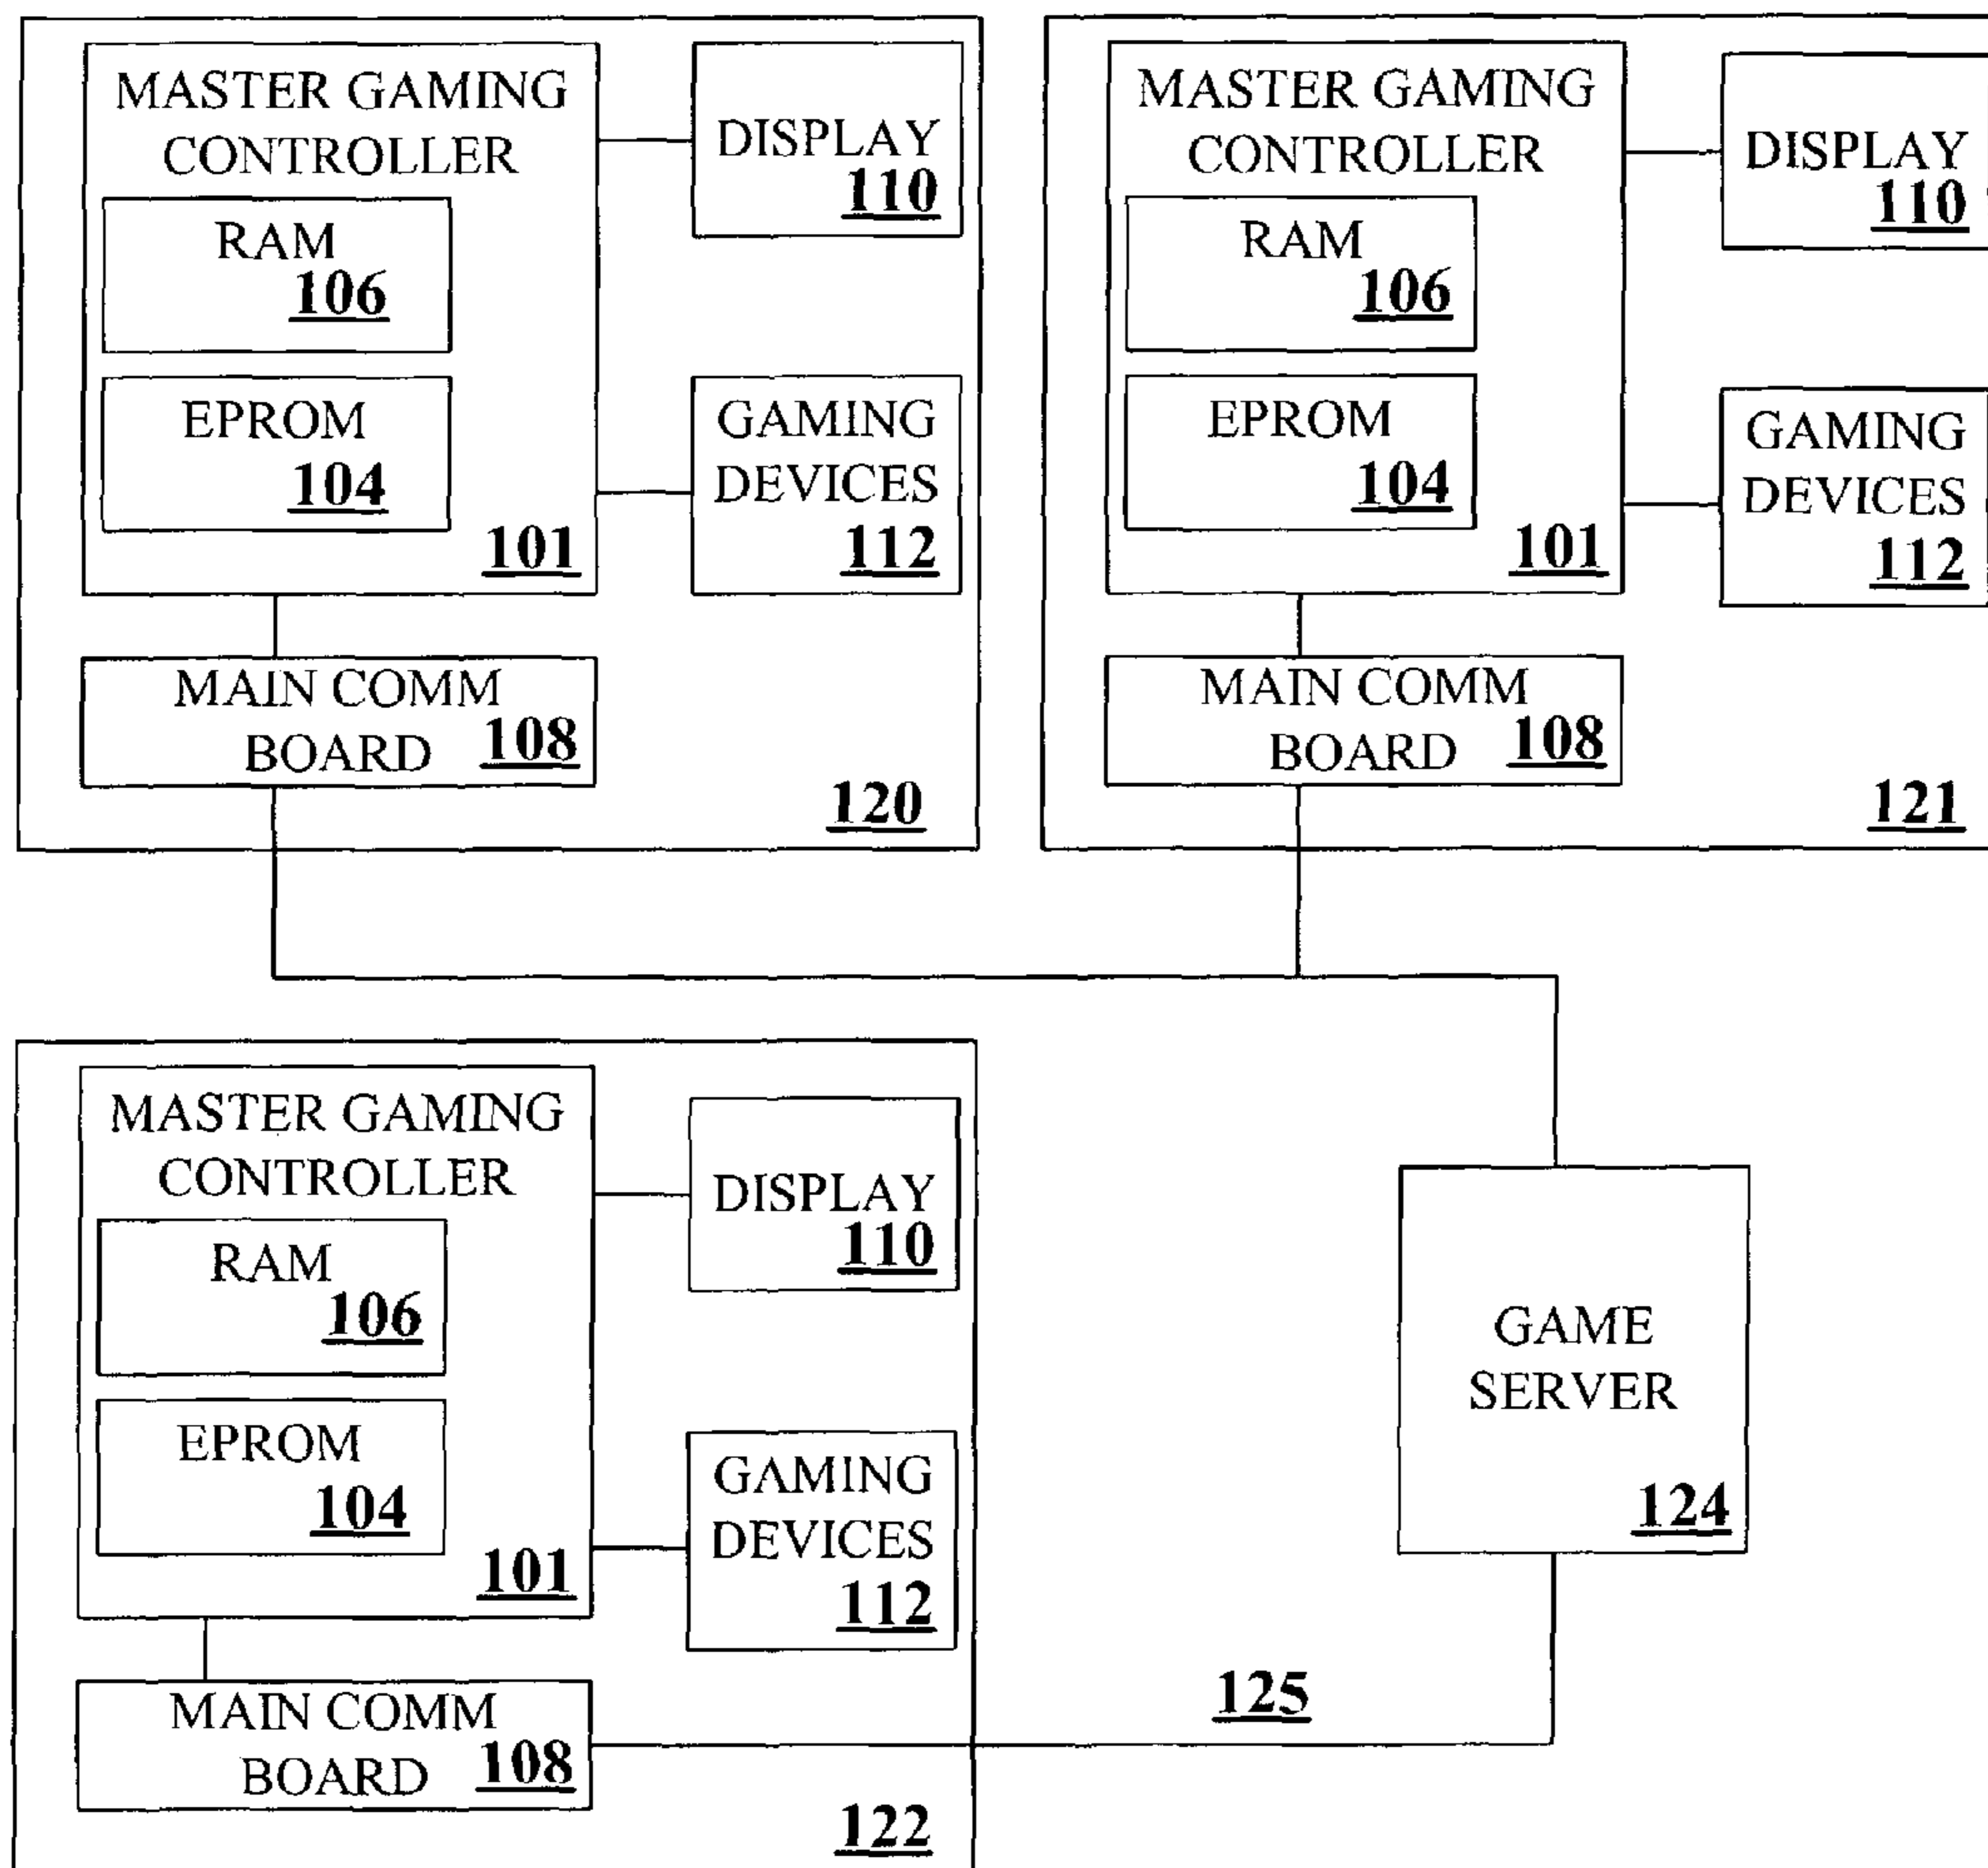 MASTER GAMING
CONTROLLER
RAM
106
EPROM
104
101
DISPLAY
110
GAMING
DEVICES
112
MAIN COMM
BOARD 108
120
MASTER GAMING
CONTROLLER
RAM
106
EPROM
104
101
DISPLAY
110
GAMING
DEVICES
112
MAIN COMM
BOARD 108
121
MASTER GAMING
CONTROLLER
RAM
106
EPROM
104
101
DISPLAY
110
GAMING
DEVICES
112
MAIN COMM
BOARD 108
122
GAME
SERVER
124
125